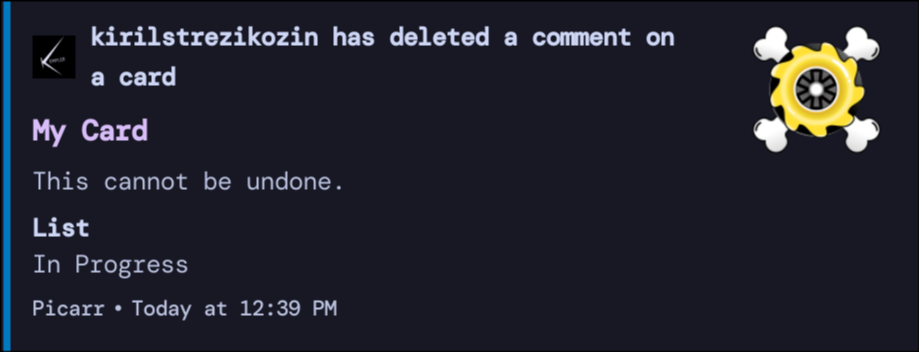 kirilstrezikozin has deleted a comment on
a card
My Card
This cannot be undone.
List
In Progress
Picarr • Today at 12:39 PM